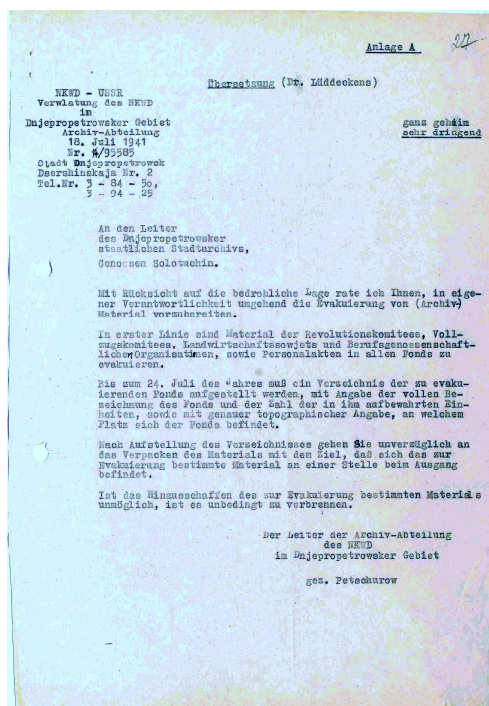 Anlage A
27
Übersetzung (Dr. Lüddeckens)
NKWD - USSR
Verwlatung des NKWD
im
Dnjepropetrowsker Gebiet
Archiv-Abteilung
18. Juli 1941
Nr. 4/95585
Stadt Dnjepropetrowsk
Dsershinskaja Nr. 2
Tel.Nr. 3 - 84 - 50,
3 - 94 - 25
ganz geheim
sehr dringend
An den Leiter
des Dnjepropetrowsker
staatlichen Stadtarchivs,
Genossen Solotuchin.
Mit Rücksicht auf die bedrohliche Lage rate ich Ihnen, in eige-
ner Verantwortlichkeit umgehend die Evakuierung von (Archiv)
Material vorzubereiten.
In erster Linie sind Material der Revolutionskomitees, Voll-
zugskomitees, Landwirtschaftssowjets und Berufsgenossenschaft-
lichen Organisationen, sowie Personalakten in allen Fonds zu
evakuieren.
Bis zum 24. Juli des Jahres muß ein Verzeichnis der zu evaku-
ierenden Fonds aufgestellt werden, mit Angabe der vollen Be-
zeichnung des Fonds und der Zahl der in ihm aufbewahrten Ein-
heiten, sowie mit genauer topographischer Angabe, an welchem
Platz sich der Fonds befindet.
Nach Aufstellung des Verzeichnisses gehen Sie unverzüglich an
das Verpacken des Materials mit dem Ziel, daß sich das zur
Evakuierung bestimmte Material an einer Stelle beim Ausgang
befindet.
Ist das Hinausschaffen des zur Evakuierung bestimmten Materials
unmöglich, ist es unbedingt zu verbrennen.
Der Leiter der Archiv-Abteilung
des NKWD
im Dnjepropetrowsker Gebiet
gez. Petschurow